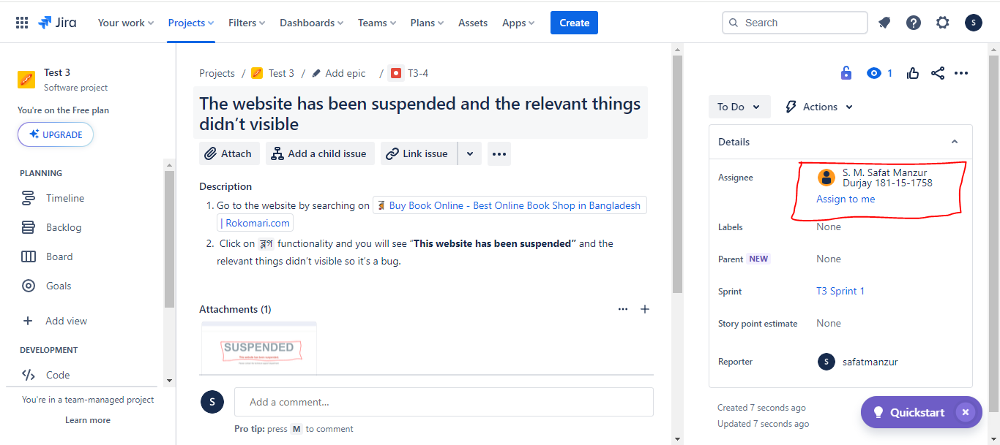 Jira
Your work
Projects
Filters
Dashboards
Teams
Plans
Assets
Apps
Create
Search
S
Test 3
Software project
You're on the Free plan
UPGRADE
PLANNING
Timeline
Backlog
Board
Goals
Add view
DEVELOPMENT
Code
You're in a team-managed project
Learn more
Projects / Test 3 / Add epic / T3-4
The website has been suspended and the relevant things
didn't visible
Attach
Add a child issue
Link issue
Description
1. Go to the website by searching on Buy Book Online - Best Online Book Shop in Bangladesh
| Rokomari.com
2. Click on ব্লগ functionality and you will see “This website has been suspended” and the
relevant things didn't visible so it's a bug.
Attachments (1)
SUSPENDED
This website has been suspended.
S
Add a comment...
Pro tip: press M to comment
1
To Do
Actions
Details
Assignee
S. M. Safat Manzur
Durjay 181-15-1758
Assign to me
Labels
None
Parent NEW
None
Sprint
T3 Sprint 1
Story point estimate
None
Reporter
S safatmanzur
Created 7 seconds ago
Updated 7 seconds ago
Quickstart